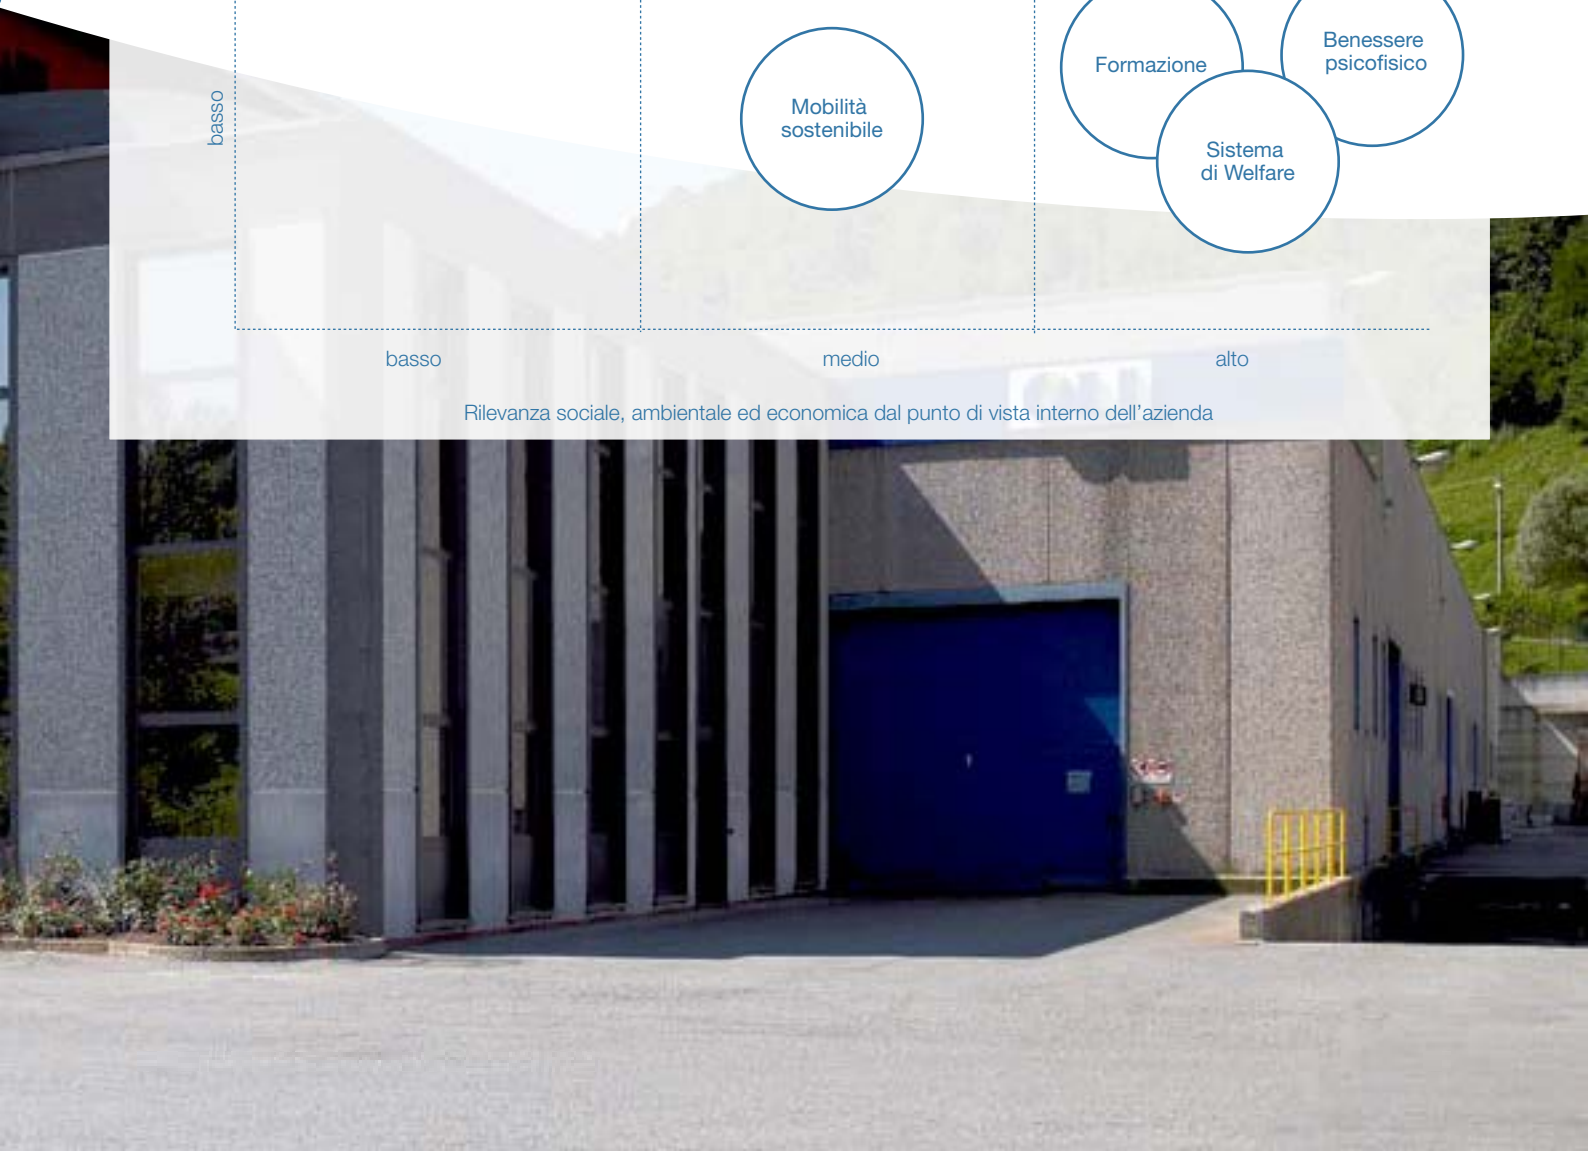 Benessere
psicofisico
Formazione
Mobilità
sostenibile
basso
Sistema
di Welfare
basso
medio
alto
Rilevanza sociale, ambientale ed economica dal punto di vista interno dell'azienda